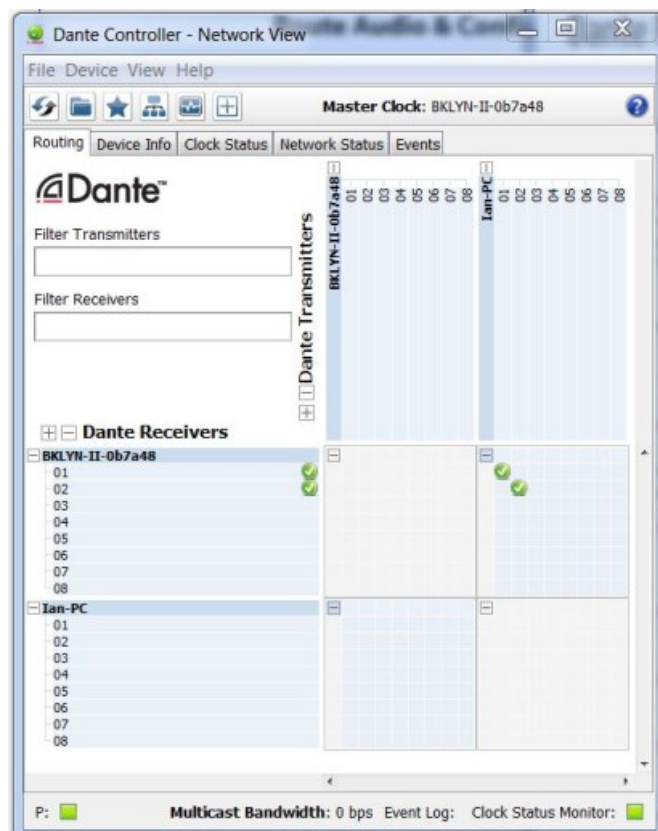 Route Audio & Conf
Dante Controller - Network View
File Device View Help
Master Clock: BKLYN-II-0b7a48
Routing Device Info Clock Status Network Status Events
Dante™
Filter Transmitters
Filter Receivers
Dante Transmitters
BKLYN-II-0b7a48
01 02 03 04 05 06 07 08
Ian-PC
01 02 03 04 05 06 07 08
Dante Receivers
BKLYN-II-0b7a48
01
02
03
04
05
06
07
08
Ian-PC
01
02
03
04
05
06
07
08
P: Multicast Bandwidth: 0 bps Event Log: Clock Status Monitor: